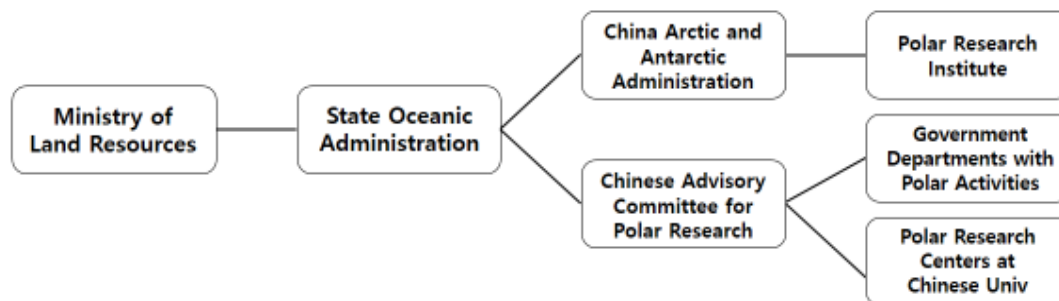 Ministry of
Land Resources
State Oceanic
Administration
China Arctic and
Antarctic
Administration
Polar Research
Institute
Chinese Advisory
Committee for
Polar Research
Government
Departments with
Polar Activities
Polar Research
Centers at
Chinese Univ